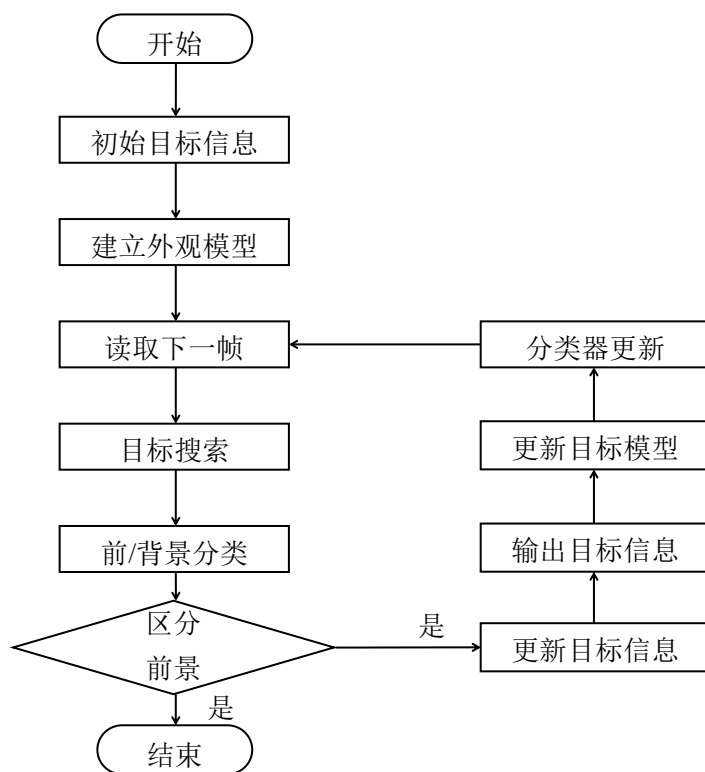 开始
初始目标信息
建立外观模型
读取下一帧
分类器更新
目标搜索
更新目标模型
前/背景分类
输出目标信息
区分
前景
是
更新目标信息
是
结束